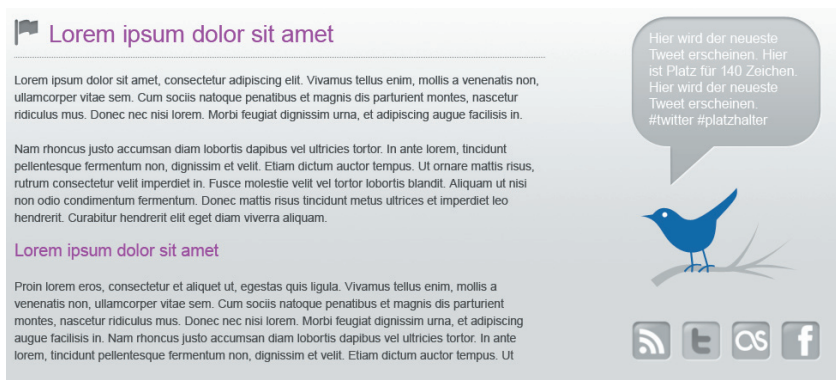 Lorem ipsum dolor sit amet
Lorem ipsum dolor sit amet, consectetur adipiscing elit. Vivamus tellus enim, mollis a venenatis non,
ullamcorper vitae sem. Cum sociis natoque penatibus et magnis dis parturient montes, nascetur
ridiculus mus. Donec nec nisi lorem. Morbi feugiat dignissim urna, et adipiscing augue facilisis in.
Nam rhoncus justo accumsan diam lobortis dapibus vel ultricies tortor. In ante lorem, tincidunt
pellentesque fermentum non, dignissim et velit. Etiam dictum auctor tempus. Ut ornare mattis risus,
rutrum consectetur velit imperdiet in. Fusce molestie velit vel tortor lobortis blandit. Aliquam ut nisi
non odio condimentum fermentum. Donec mattis risus tincidunt metus ultrices et imperdiet leo
hendrerit. Curabitur hendrerit elit eget diam viverra aliquam.
Lorem ipsum dolor sit amet
Proin lorem eros, consectetur et aliquet ut, egestas quis ligula. Vivamus tellus enim, mollis a
venenatis non, ullamcorper vitae sem. Cum sociis natoque penatibus et magnis dis parturient
montes, nascetur ridiculus mus. Donec nec nisi lorem. Morbi feugiat dignissim urna, et adipiscing
augue facilisis in. Nam rhoncus justo accumsan diam lobortis dapibus vel ultricies tortor. In ante
lorem, tincidunt pellentesque fermentum non, dignissim et velit. Etiam dictum auctor tempus. Ut
Hier wird der neueste
Tweet erscheinen. Hier
ist Platz für 140 Zeichen.
Hier wird der neueste
Tweet erscheinen.
#twitter #platzhalter